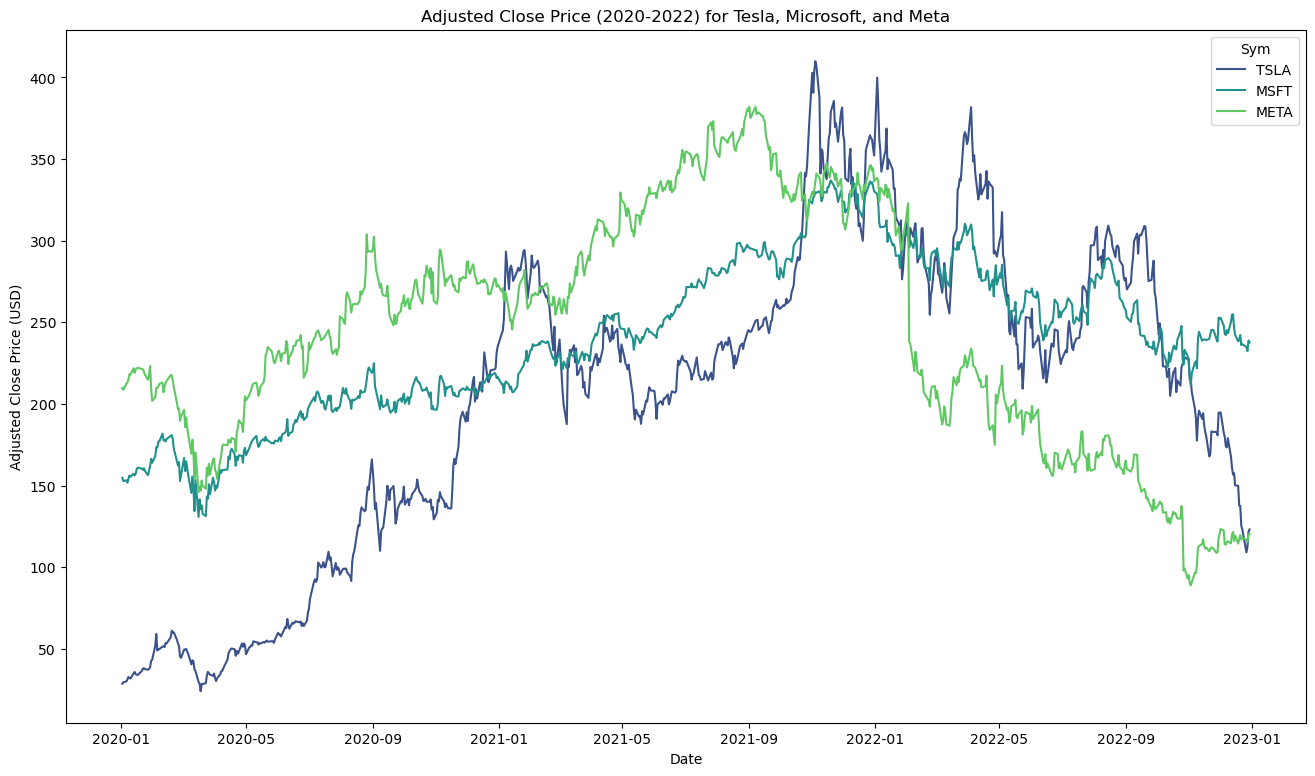 Adjusted Close Price (2020-2022) for Tesla, Microsoft, and Meta
Sym
TSLA
MSFT
META
Adjusted Close Price (USD)
400
350
300
250
200
150
100
50
2020-01
2020-05
2020-09
2021-01
2021-05
2021-09
2022-01
2022-05
2022-09
2023-01
Date